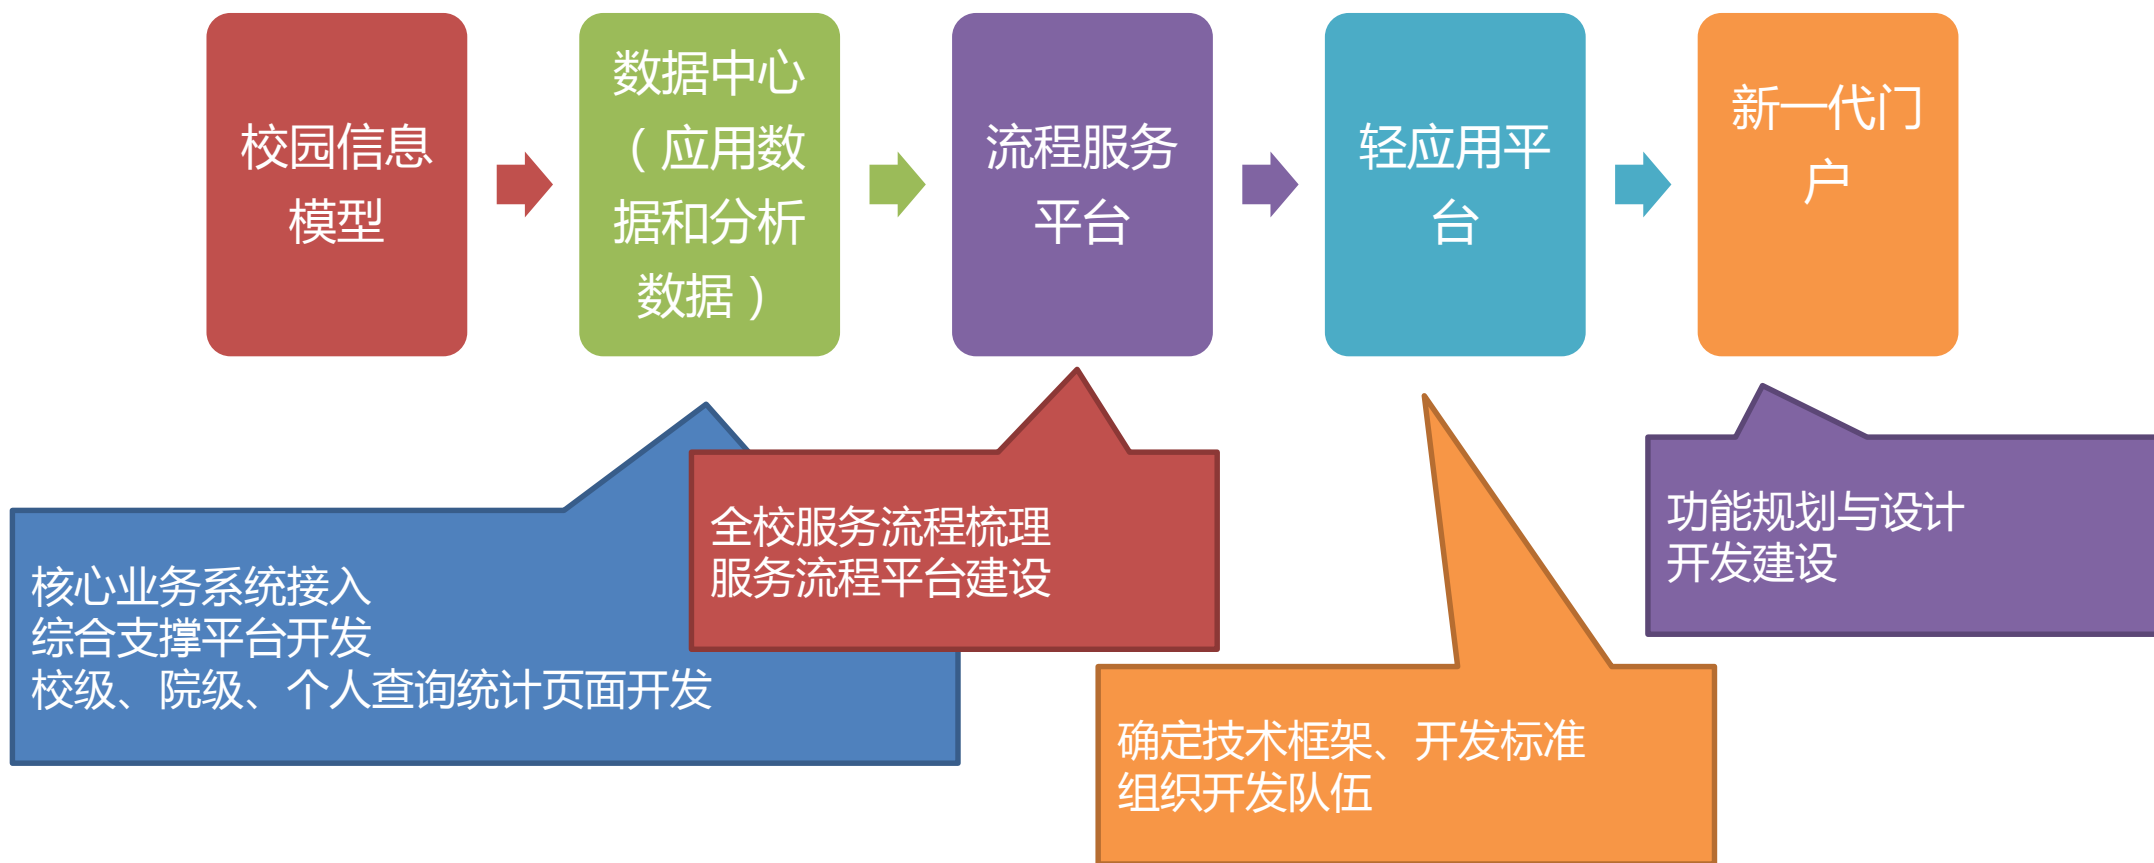 校园信息
模型
数据中心
（应用数
据和分析
数据）
流程服务
平台
轻应用平
台
新一代门
户
核心业务系统接入
综合支撑平台开发
校级、院级、个人查询统计页面开发
全校服务流程梳理
服务流程平台建设
确定技术框架、开发标准
组织开发队伍
功能规划与设计
开发建设